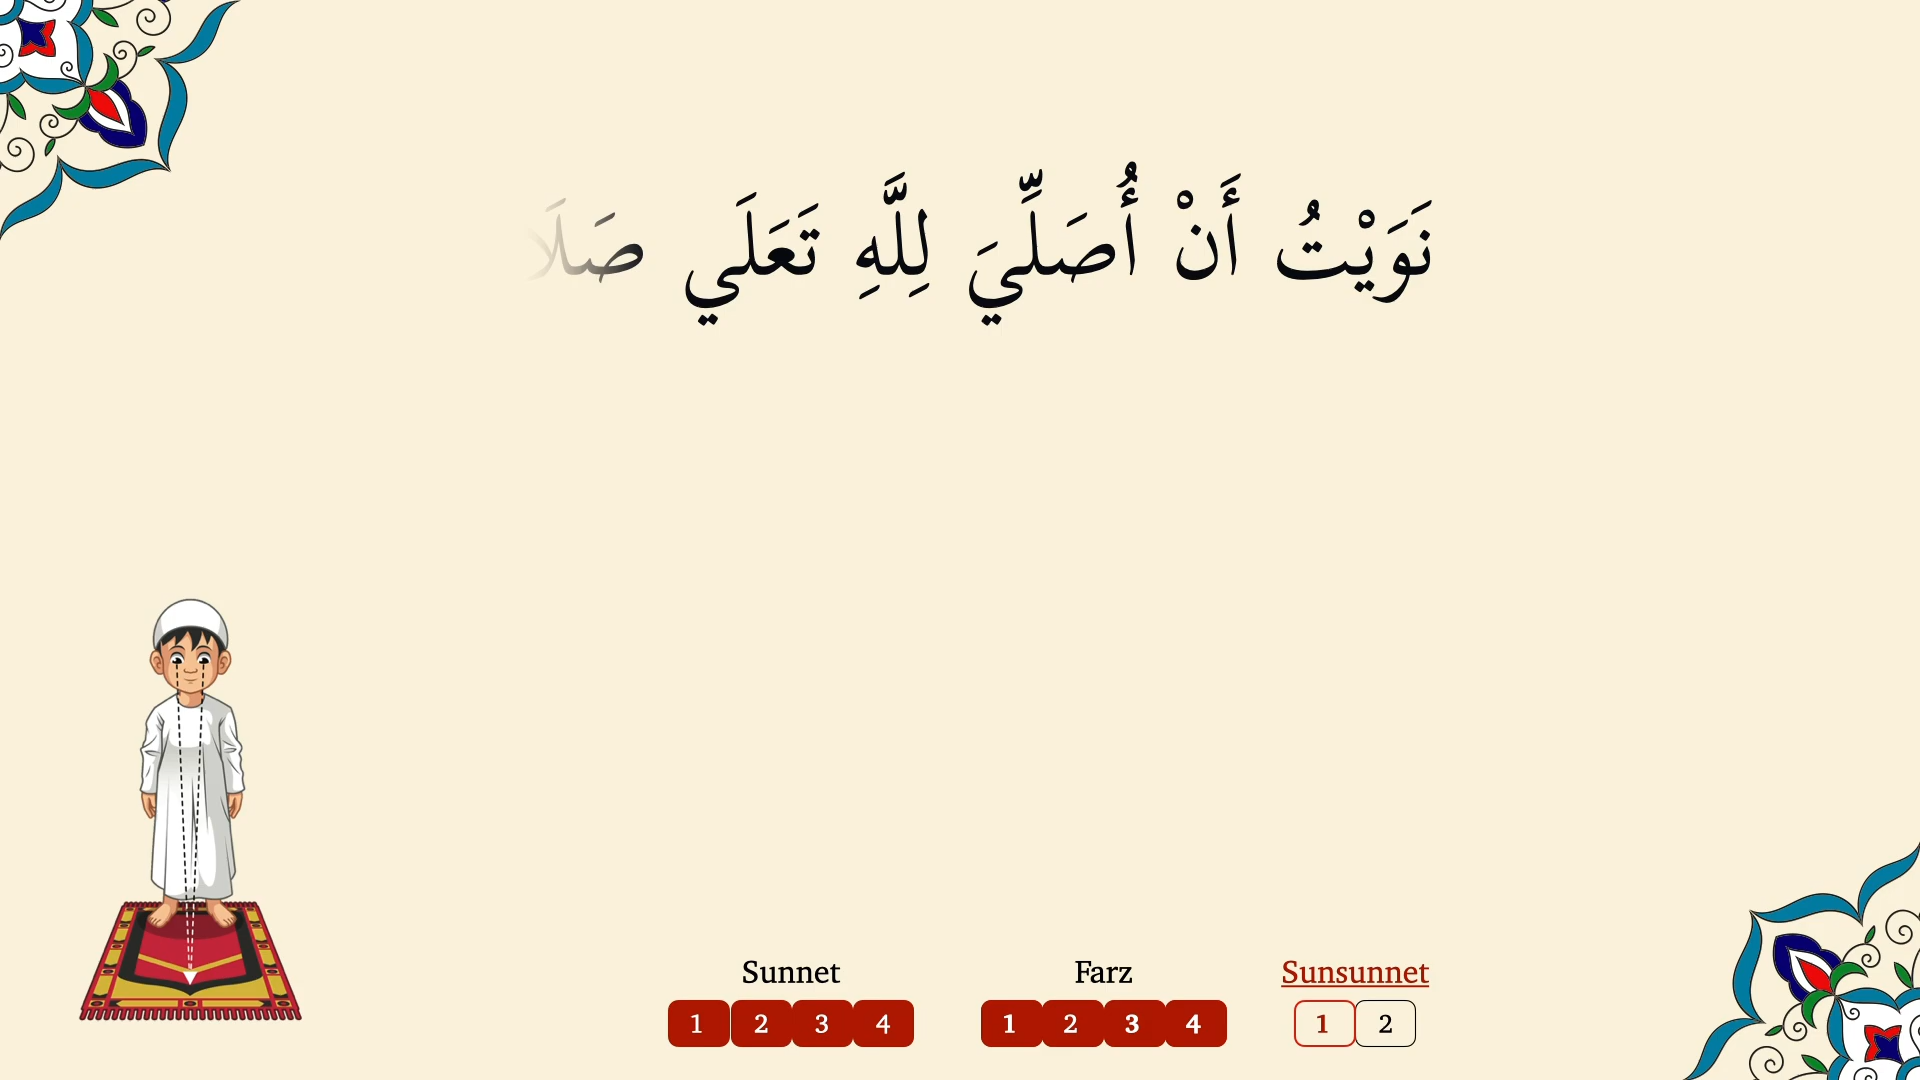 نَوَيْتُ أَنْ أُصَلِّيَ لِلَّهِ تَعَلَي صَلَا
Sunnet Farz Sunsunnet
1 2 3 4 1 2 3 4 1 2